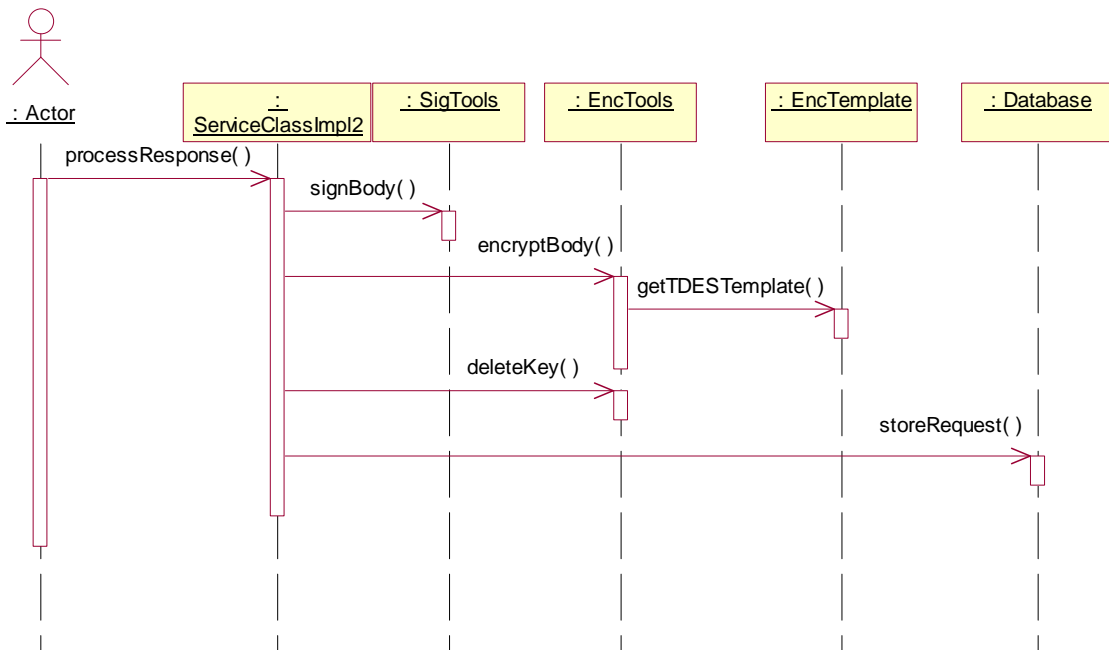 : Actor
:
ServiceClassImpl2
: SigTools
: EncTools
: EncTemplate
: Database
processResponse( )
signBody( )
encryptBody( )
getTDESTemplate( )
deleteKey( )
storeRequest( )